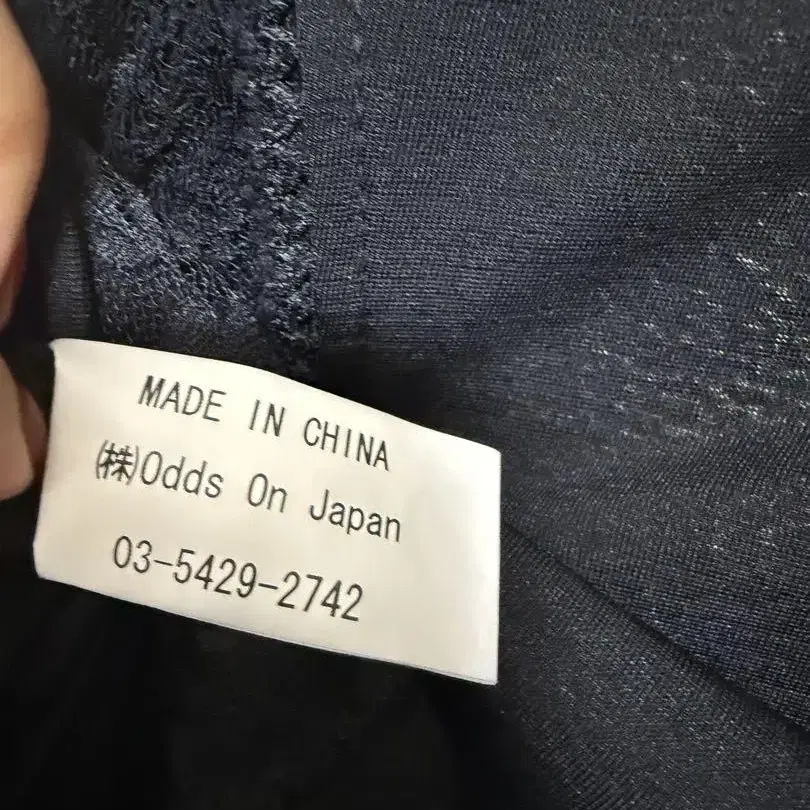 MADE IN CHINA
㈱Odds On Japan
03-5429-2742